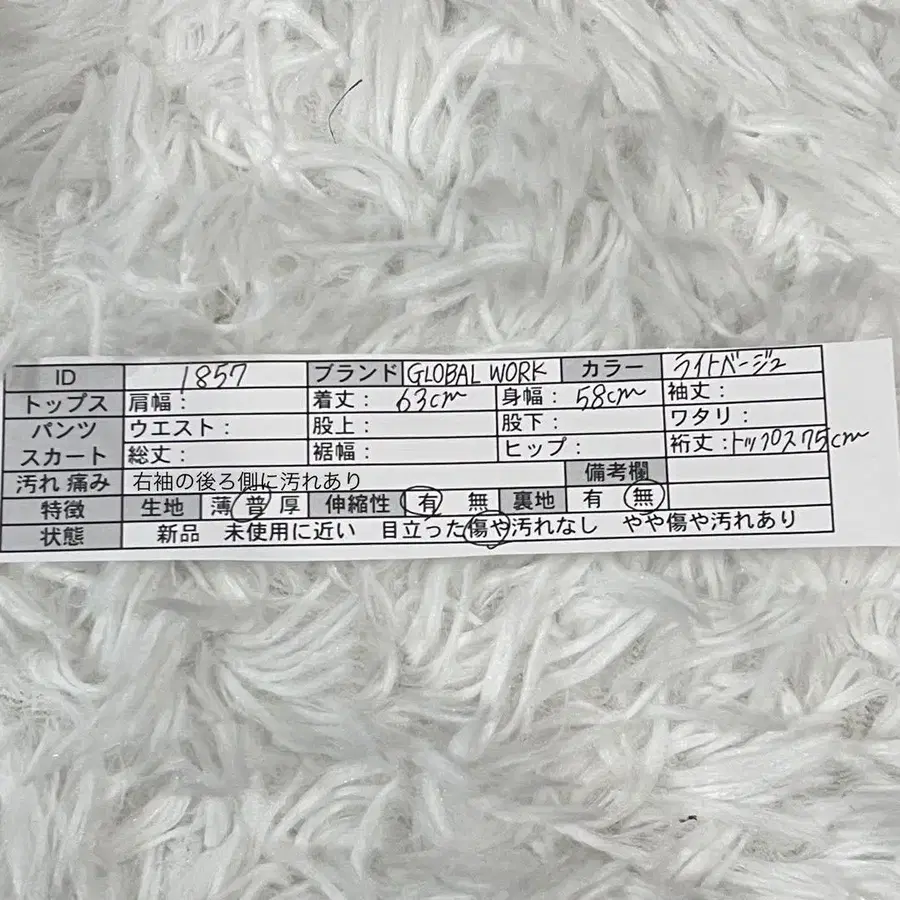 ID 1857 ブランド GLOBAL WORK カラー ライトベージュ
トップス 肩幅： 着丈： 63cm 身幅： 58cm 袖丈：
パンツ ウエスト： 股上： 股下： ワタリ：
スカート 総丈： 裾幅： ヒップ： 裄丈：トップス75cm
汚れ 痛み 右袖の後ろ側に汚れあり 備考欄
特徴 生地 薄 普 厚 伸縮性 有 無 裏地 有 無
状態 新品 未使用に近い 目立った傷や汚れなし やや傷や汚れあり